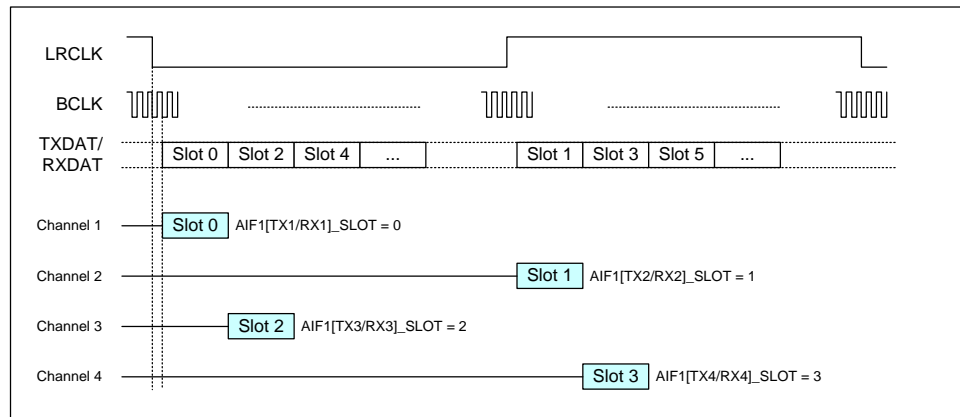 LRCLK
BCLK
TXDAT/
RXDAT
Slot 0 Slot 2 Slot 4 ... Slot 1 Slot 3 Slot 5 ...
Channel 1 Slot 0 AIF1[TX1/RX1]_SLOT = 0
Channel 2 Slot 1 AIF1[TX2/RX2]_SLOT = 1
Channel 3 Slot 2 AIF1[TX3/RX3]_SLOT = 2
Channel 4 Slot 3 AIF1[TX4/RX4]_SLOT = 3